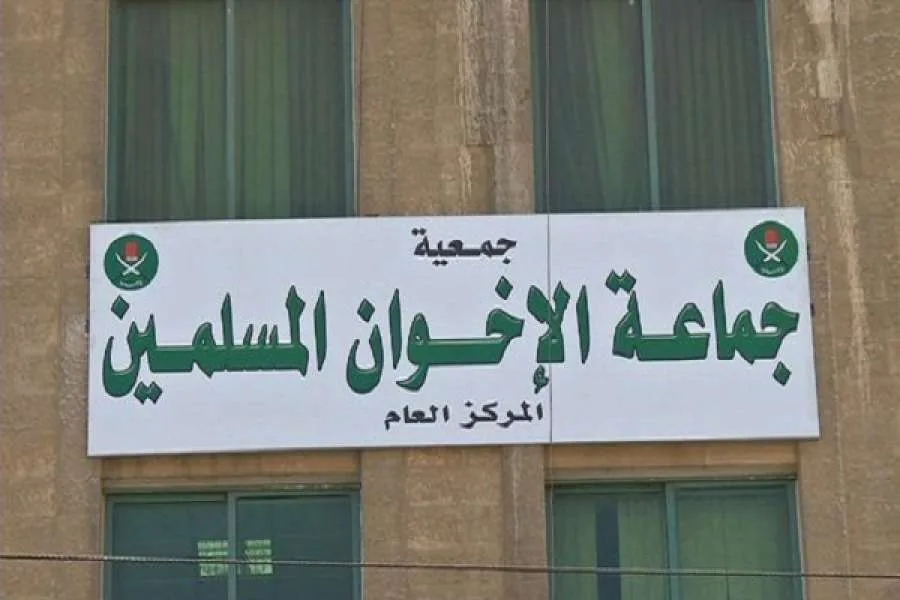 جمعية
جماعة الإخوان المسلمين
المركز العام